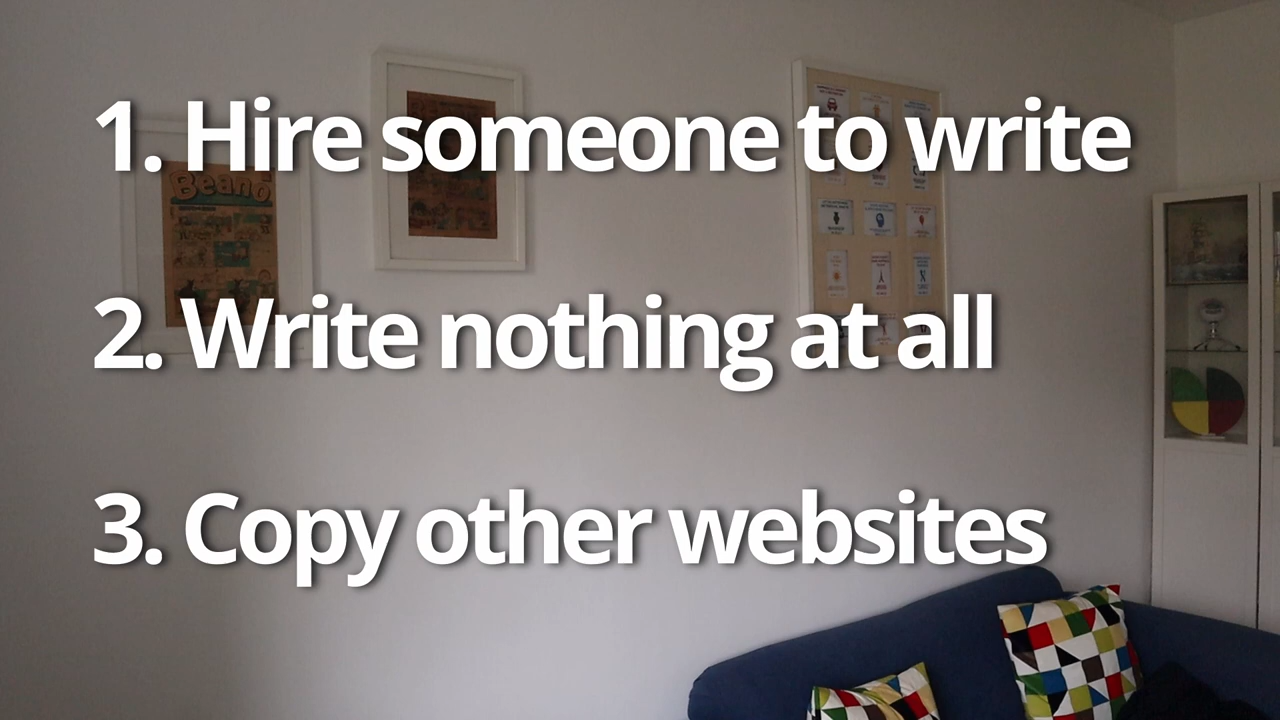 1. Hire someone to write
Beano
2. Write nothing at all
3. Copy other websites